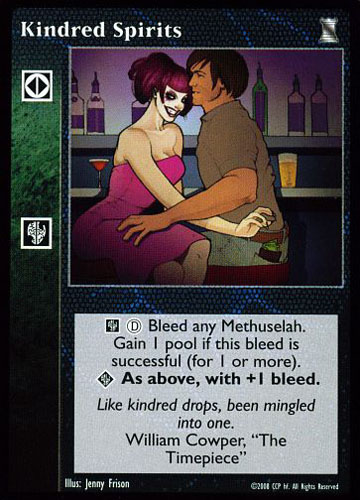 Kindred Spirits
D Bleed any Methuselah.
Gain 1 pool if this bleed is
successful (for 1 or more).
As above, with +1 bleed.
Like kindred drops, been mingled
into one.
William Cowper, “The
Timepiece”
Illus: Jenny Frison
©2008 CCP hf. All Rights Reserved